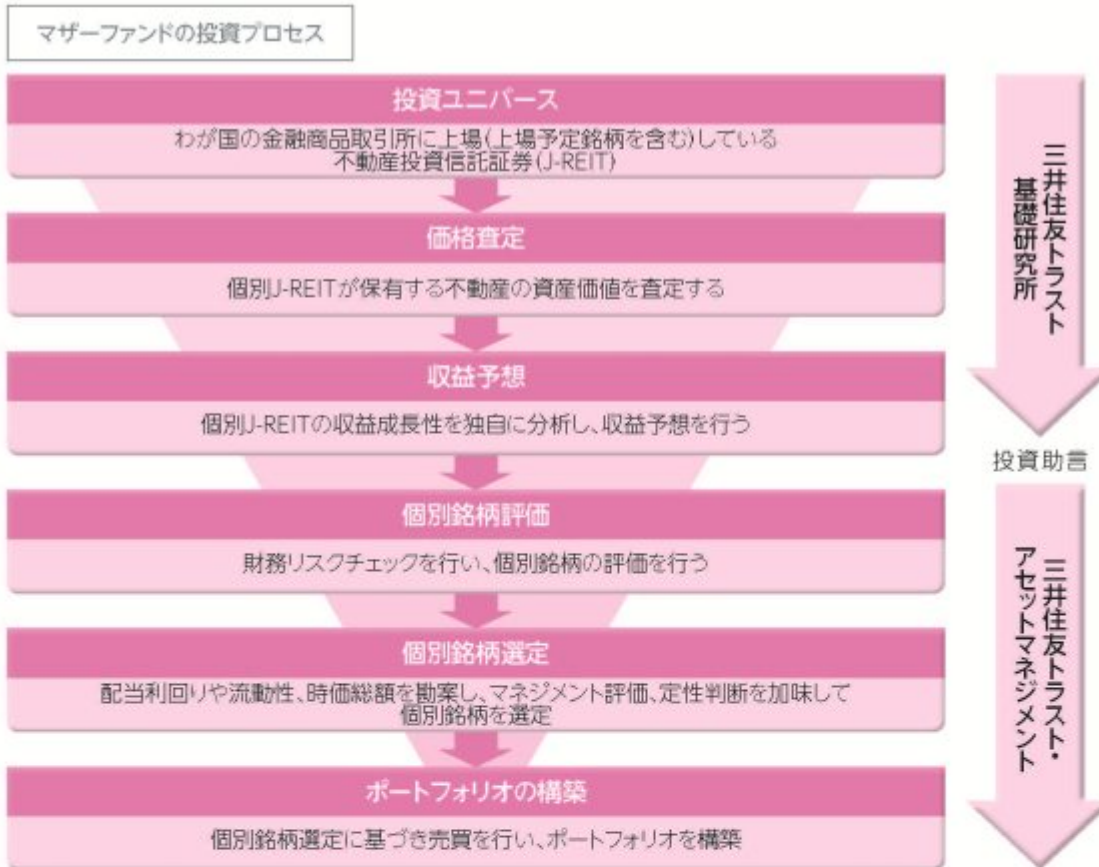 マザーファンドの投資プロセス
投資ユニバース
わが国の金融商品取引所に上場(上場予定銘柄を含む)している
不動産投資信託証券(J-REIT)
価格査定
個別J-REITが保有する不動産の資産価値を査定する
収益予想
個別J-REITの収益成長性を独自に分析し、収益予想を行う
個別銘柄評価
財務リスクチェックを行い、個別銘柄の評価を行う
個別銘柄選定
配当利回りや流動性、時価総額を勘案し、マネジメント評価、定性判断を加味して
個別銘柄を選定
ポートフォリオの構築
個別銘柄選定に基づき売買を行い、ポートフォリオを構築
三井住友トラスト
基礎研究所
投資助言
三井住友トラスト・
アセットマネジメント